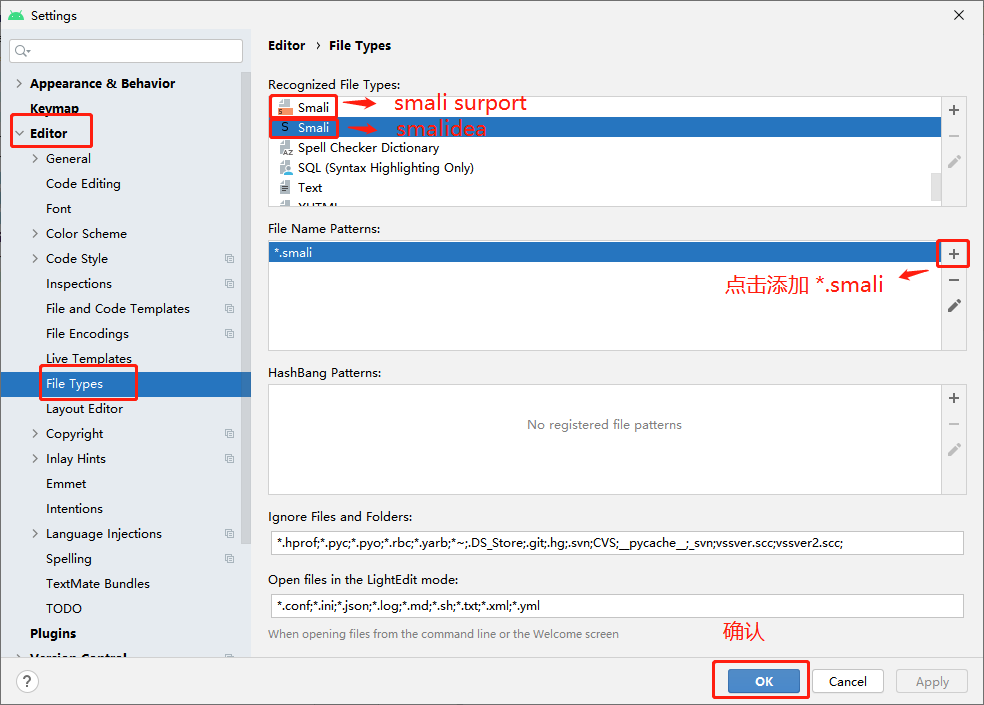 Settings
Editor › File Types
Appearance & Behavior
Keymap
Editor
General
Code Editing
Font
Color Scheme
Code Style
Inspections
File and Code Templates
File Encodings
Live Templates
File Types
Layout Editor
Copyright
Inlay Hints
Emmet
Intentions
Language Injections
Spelling
TextMate Bundles
TODO
Plugins
Version Control
Recognized File Types:
Smali smali surport
S Smali smalidea
Spell Checker Dictionary
SQL (Syntax Highlighting Only)
Text
XHTML
File Name Patterns:
*.smali
点击添加 *.smali
HashBang Patterns:
No registered file patterns
Ignore Files and Folders:
*.hprof;*.pyc;*.pyo;*.rbc;*.yarb;*~;.DS_Store;.git;.hg;.svn;CVS;__pycache__;_svn;vssver.scc;vssver2.scc;
Open files in the LightEdit mode:
*.conf;*.ini;*.json;*.log;*.md;*.sh;*.txt;*.xml;*.yml
When opening files from the command line or the Welcome screen
确认
?
OK
Cancel
Apply